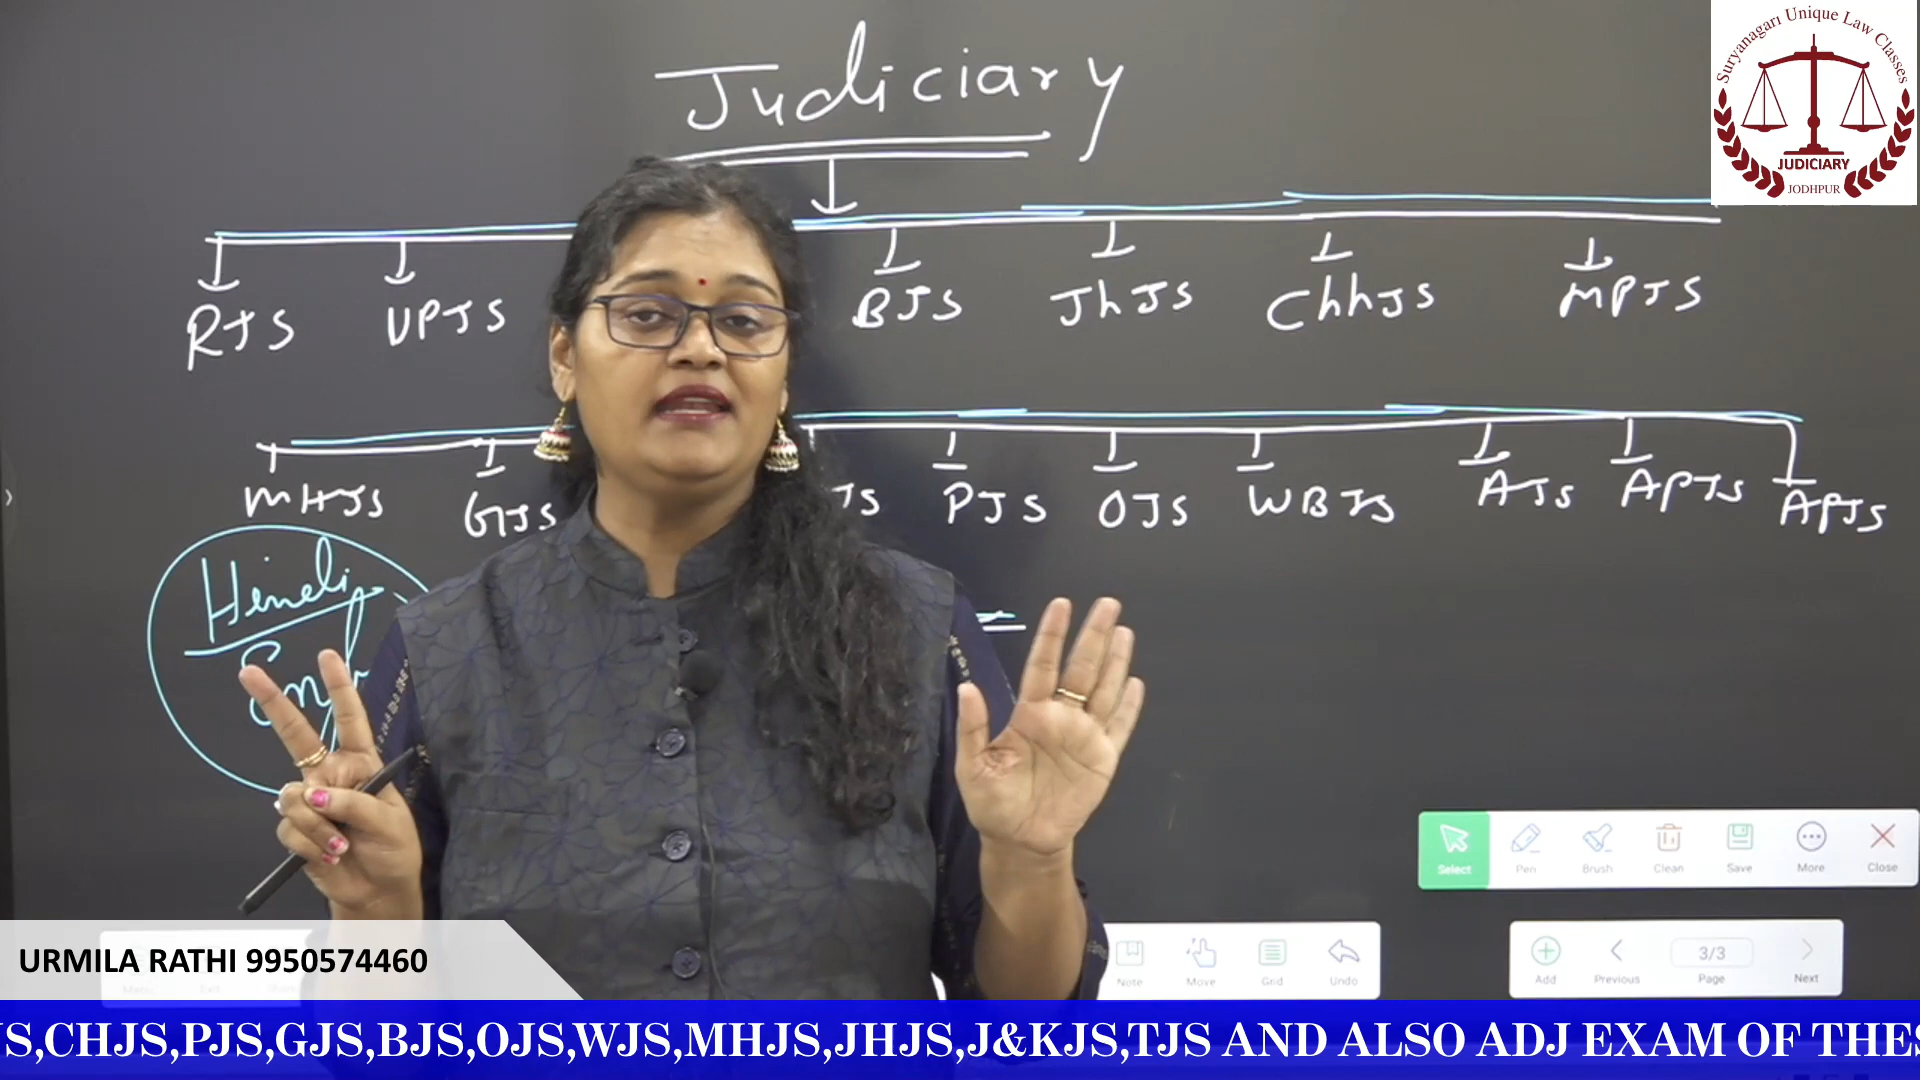 Suryanagari Unique Law Classes
JUDICIARY
JODHPUR
Judiciary
RJS UPJS BJS JhJS ChhJS MPJS
MHJS GJS JS PJS OJS WBJS AJS APJS APJS
Hindi
Select Pen Brush Clean Save More Close
Note Move Grid Undo
Add Previous 3/3 Page Next
URMILA RATHI 9950574460
JS,CHJS,PJS,GJS,BJS,OJS,WJS,MHJS,JHJS,J&KJS,TJS AND ALSO ADJ EXAM OF THES